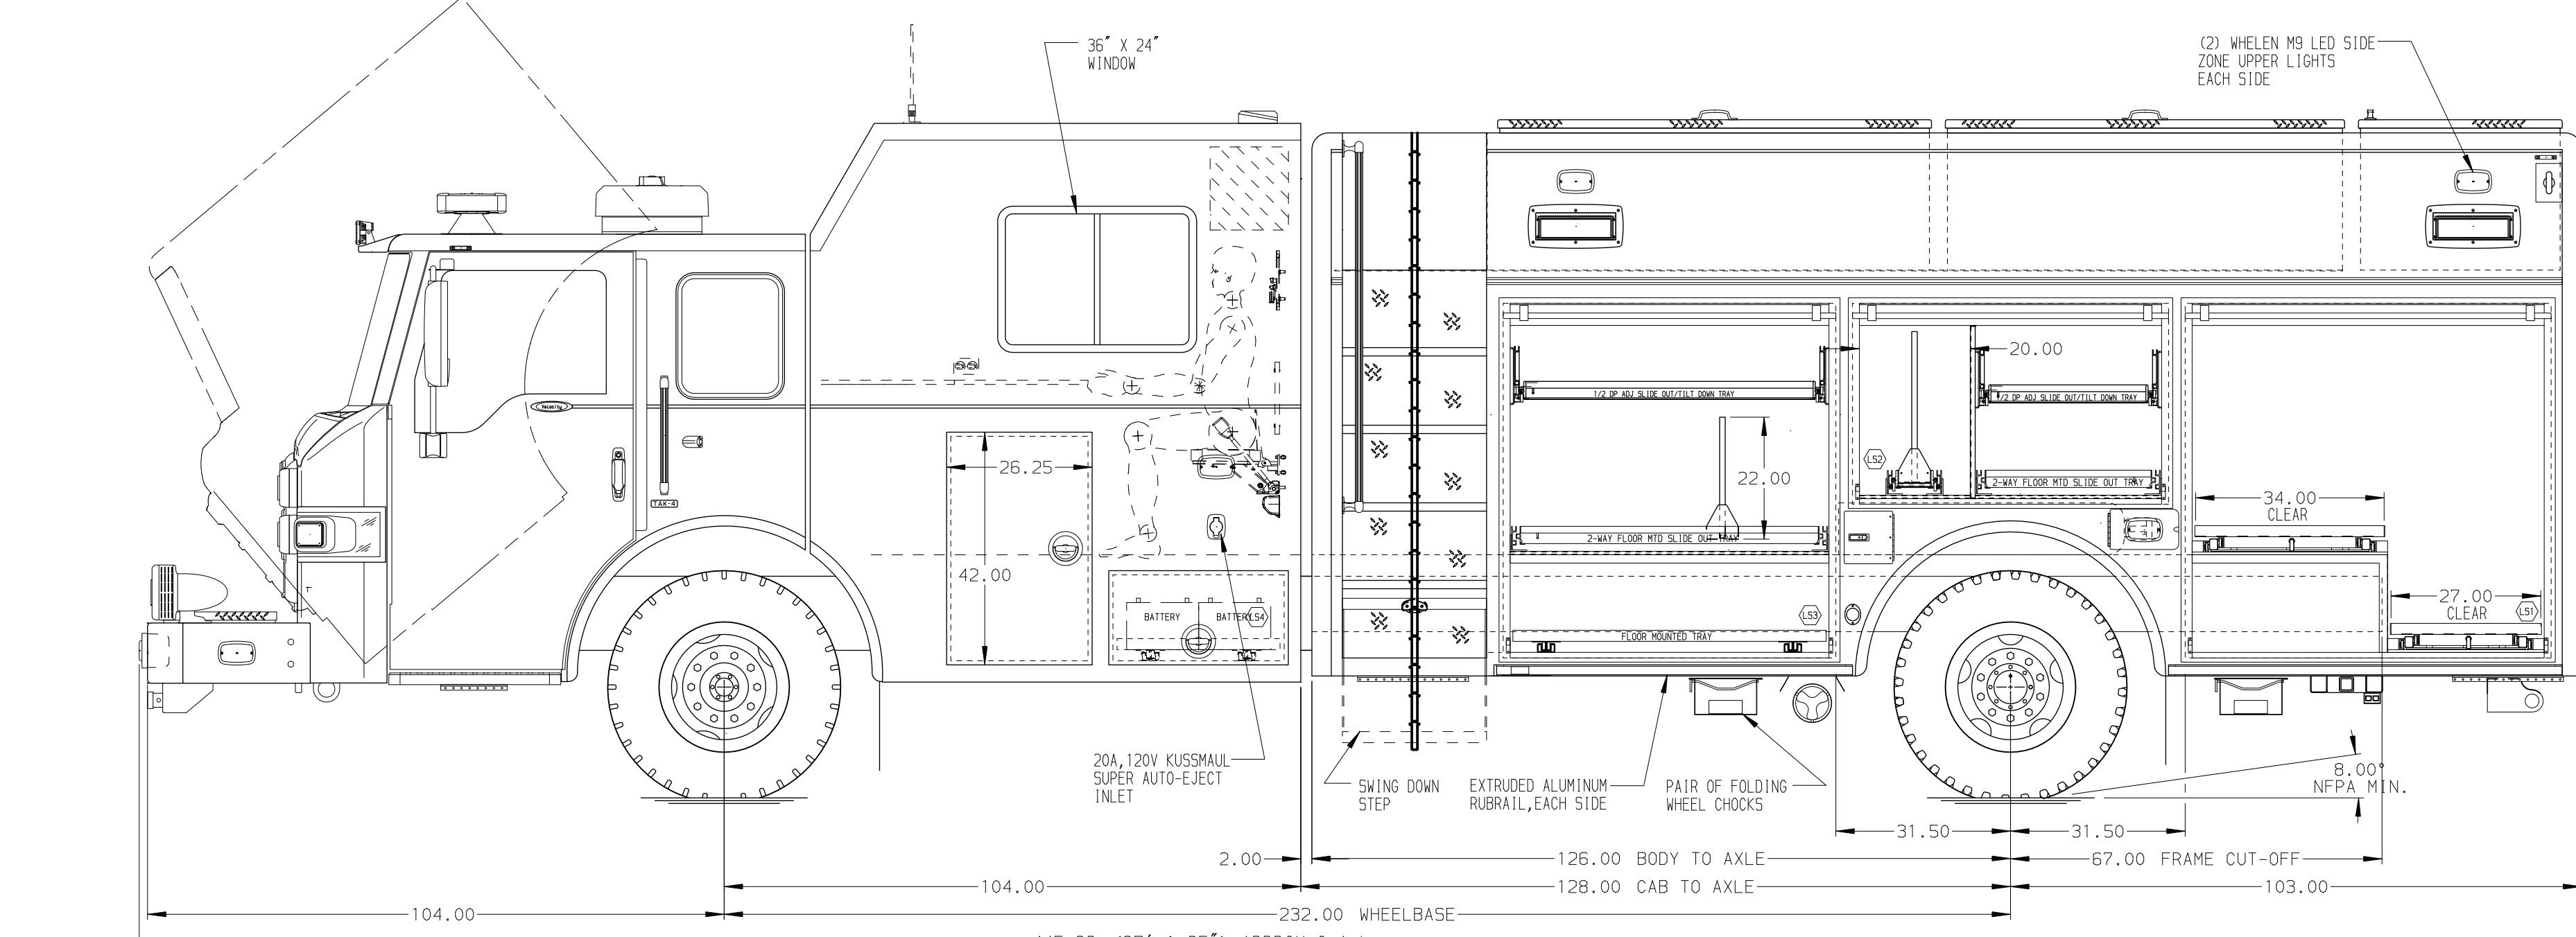 36" X 24"
WINDOW
(2) WHELEN M9 LED SIDE
ZONE UPPER LIGHTS
EACH SIDE
20.00
1/2 DP ADJ SLIDE OUT/TILT DOWN TRAY
1/2 DP ADJ SLIDE OUT/TILT DOWN TRAY
Velocity
TAK-4
26.25
42.00
22.00
LS2
2-WAY FLOOR MTD SLIDE OUT TRAY
2-WAY FLOOR MTD SLIDE OUT TRAY
34.00
CLEAR
27.00
CLEAR
LS1
BATTERY
BATTERY
LS4
LS3
FLOOR MOUNTED TRAY
20A,120V KUSSMAUL
SUPER AUTO-EJECT
INLET
SWING DOWN
STEP
EXTRUDED ALUMINUM
RUBRAIL,EACH SIDE
PAIR OF FOLDING
WHEEL CHOCKS
8.00°
NFPA MIN.
31.50
31.50
2.00
126.00 BODY TO AXLE
67.00 FRAME CUT-OFF
104.00
128.00 CAB TO AXLE
103.00
104.00
232.00 WHEELBASE